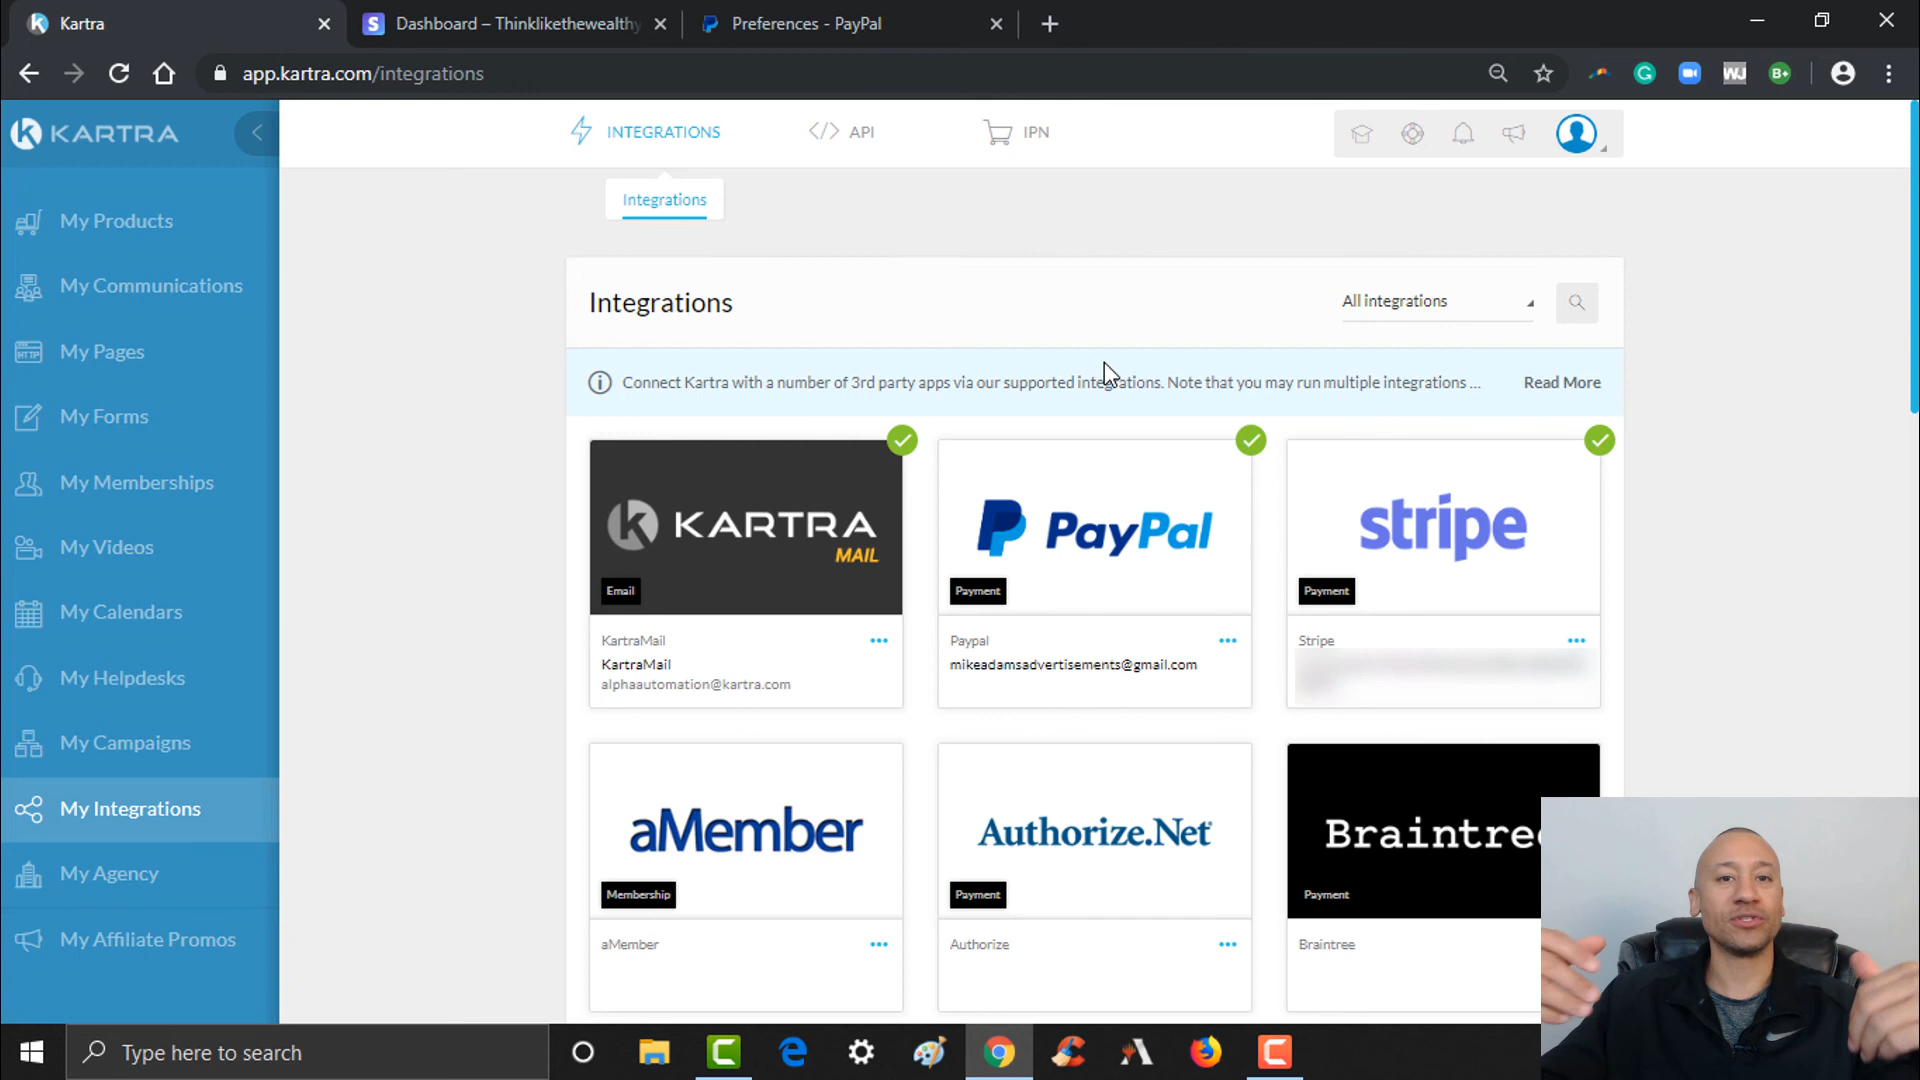 Kartra
Dashboard – Thinklikethewealthy
Preferences - PayPal
app.kartra.com/integrations
KARTRA
INTEGRATIONS
API
IPN
Integrations
My Products
My Communications
My Pages
My Forms
My Memberships
My Videos
My Calendars
My Helpdesks
My Campaigns
My Integrations
My Agency
My Affiliate Promos
Integrations
All integrations
Connect Kartra with a number of 3rd party apps via our supported integrations. Note that you may run multiple integrations ...
Read More
KARTRA
MAIL
Email
KartraMail
KartraMail
alphaautomation@kartra.com
PayPal
Payment
Paypal
mikeadamsadvertisements@gmail.com
stripe
Payment
Stripe
aMember
Membership
aMember
Authorize.Net
Payment
Authorize
Braintree
Payment
Braintree
Type here to search